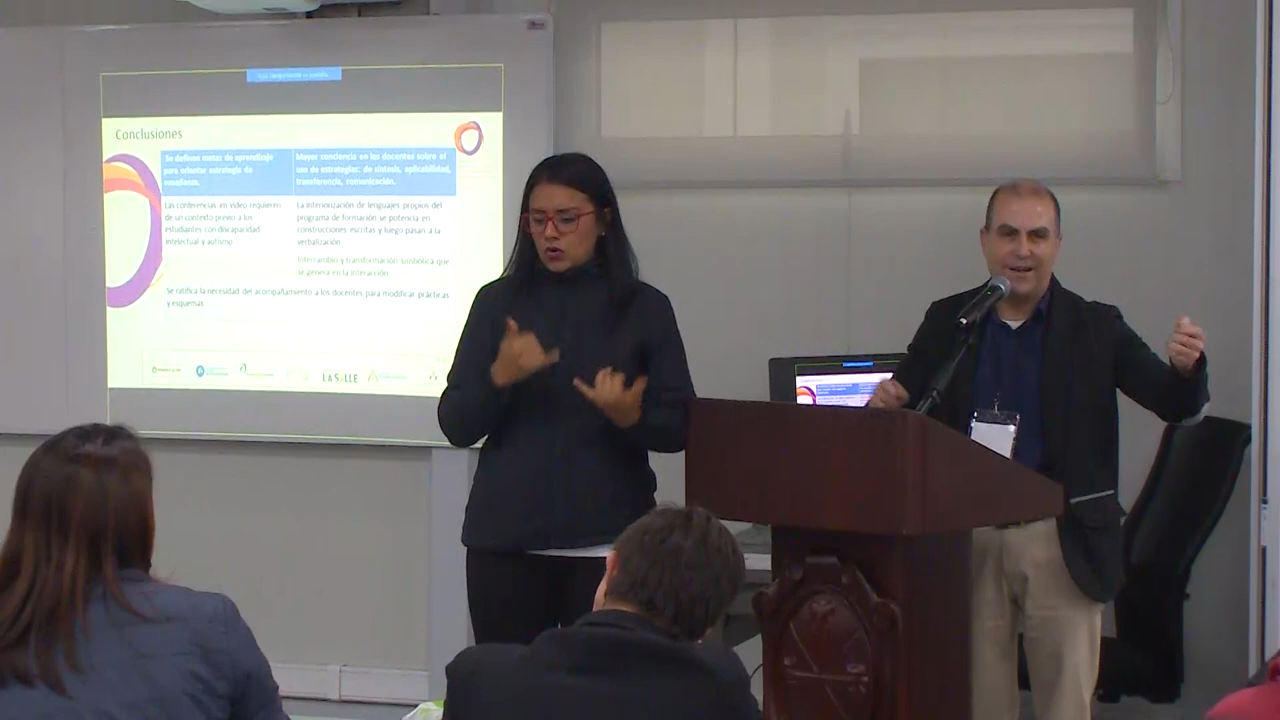 Conclusiones
Se definen metas de aprendizaje
para orientar estrategia de
enseñanza.
Mayor conciencia en los docentes sobre el
uso de estrategias: de síntesis, aplicabilidad,
transferencia, comunicación.
Las conferencias en video requieren
de un contexto previo a los
estudiantes con discapacidad
intelectual y autismo
La interiorización de lenguajes propios del
programa de formación se potencia en
construcciones escritas y luego pasan a la
verbalización
Intercambio y transformación simbólica que
se genera en la interacción
Se ratifica la necesidad del acompañamiento a los docentes para modificar prácticas
y esquemas
LASALLE